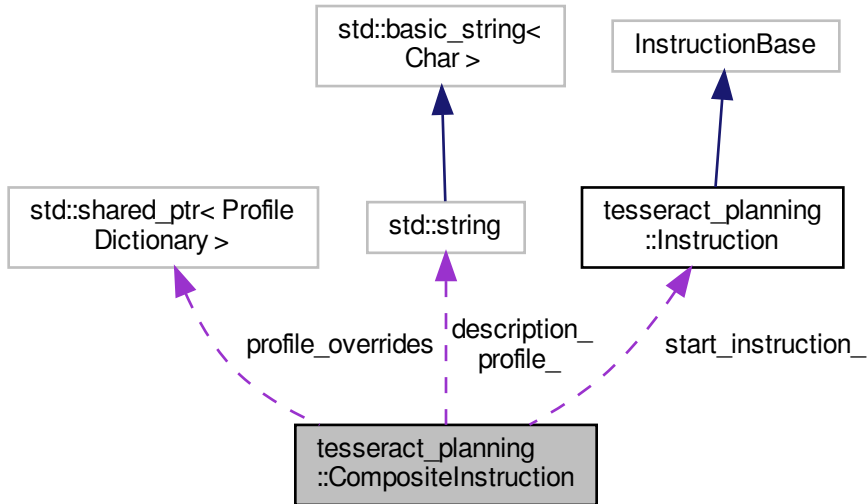 std::basic_string<
Char >
InstructionBase
std::shared_ptr< Profile
Dictionary >
std::string
tesseract_planning
::Instruction
profile_overrides
description_
profile_
start_instruction_
tesseract_planning
::CompositeInstruction